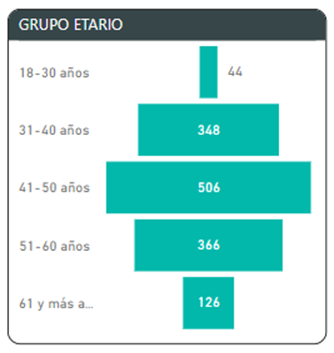 GRUPO ETARIO
18-30 años 44
31-40 años 348
41-50 años 506
51-60 años 366
61 y más a... 126